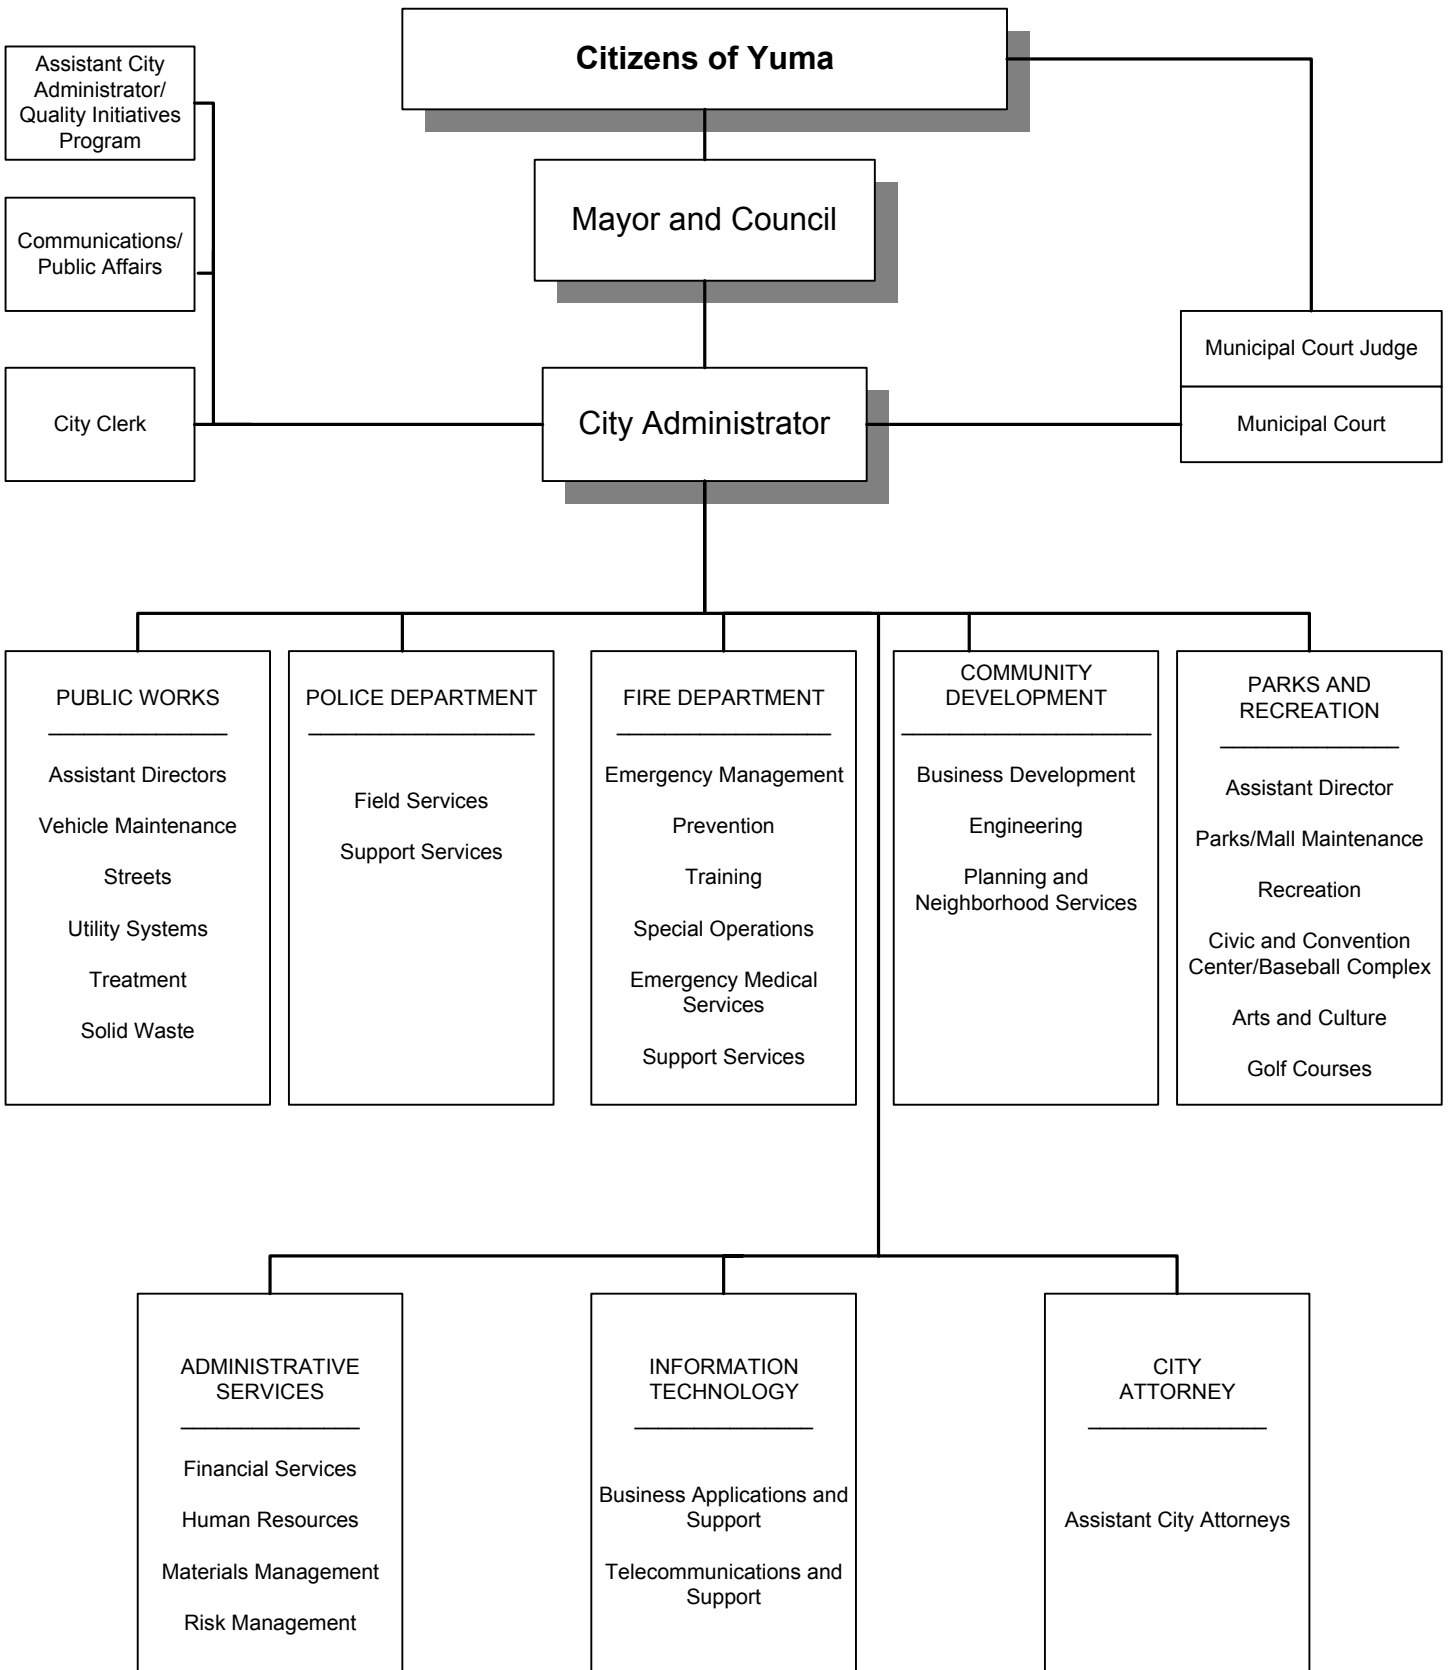 Citizens of Yuma
Assistant City
Administrator/
Quality Initiatives
Program
Mayor and Council
Communications/
Public Affairs
Municipal Court Judge
City Clerk
City Administrator
Municipal Court
PUBLIC WORKS
Assistant Directors
Vehicle Maintenance
Streets
Utility Systems
Treatment
Solid Waste
POLICE DEPARTMENT
Field Services
Support Services
FIRE DEPARTMENT
Emergency Management
Prevention
Training
Special Operations
Emergency Medical
Services
Support Services
COMMUNITY
DEVELOPMENT
Business Development
Engineering
Planning and
Neighborhood Services
PARKS AND
RECREATION
Assistant Director
Parks/Mall Maintenance
Recreation
Civic and Convention
Center/Baseball Complex
Arts and Culture
Golf Courses
ADMINISTRATIVE
SERVICES
Financial Services
Human Resources
Materials Management
Risk Management
INFORMATION
TECHNOLOGY
Business Applications and
Support
Telecommunications and
Support
CITY
ATTORNEY
Assistant City Attorneys